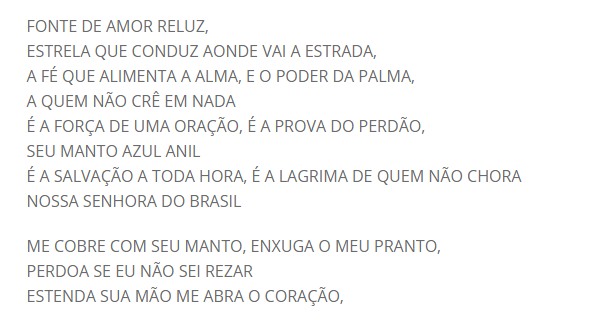 FONTE DE AMOR RELUZ,
ESTRELA QUE CONDUZ AONDE VAI A ESTRADA,
A FÉ QUE ALIMENTA A ALMA, E O PODER DA PALMA,
A QUEM NÃO CRÊ EM NADA
É A FORÇA DE UMA ORAÇÃO, É A PROVA DO PERDÃO,
SEU MANTO AZUL ANIL
É A SALVAÇÃO A TODA HORA, É A LAGRIMA DE QUEM NÃO CHORA
NOSSA SENHORA DO BRASIL
ME COBRE COM SEU MANTO, ENXUGA O MEU PRANTO,
PERDOA SE EU NÃO SEI REZAR
ESTENDA SUA MÃO ME ABRA O CORAÇÃO,